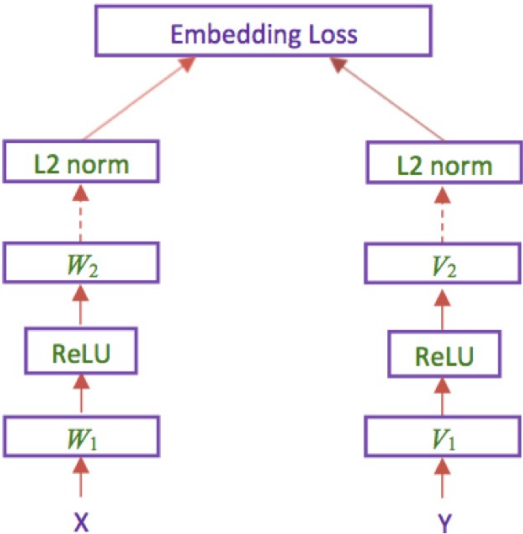 Embedding Loss
L2 norm
L2 norm
W₂
V₂
ReLU
ReLU
W₁
V₁
X
Y